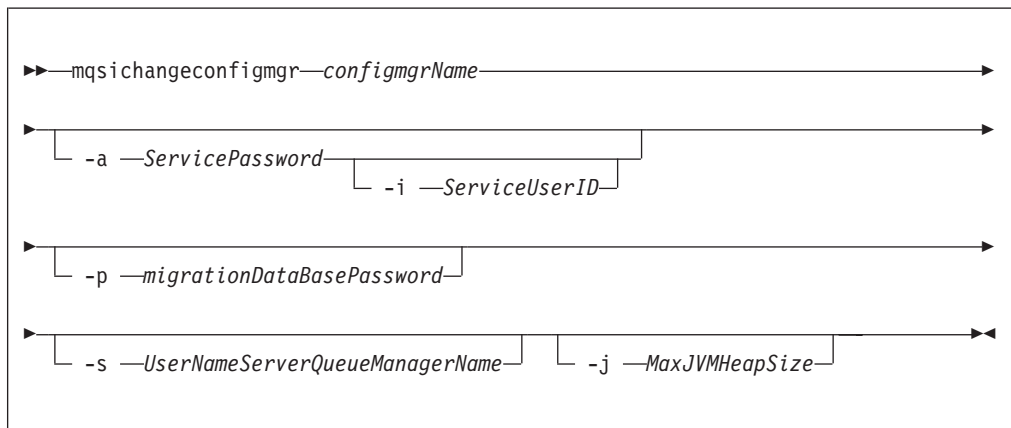 mqsichangeconfigmgr configmgrName
-a ServicePassword
-i ServiceUserID
-p migrationDataBasePassword
-s UserNameServerQueueManagerName -j MaxJVMHeapSize